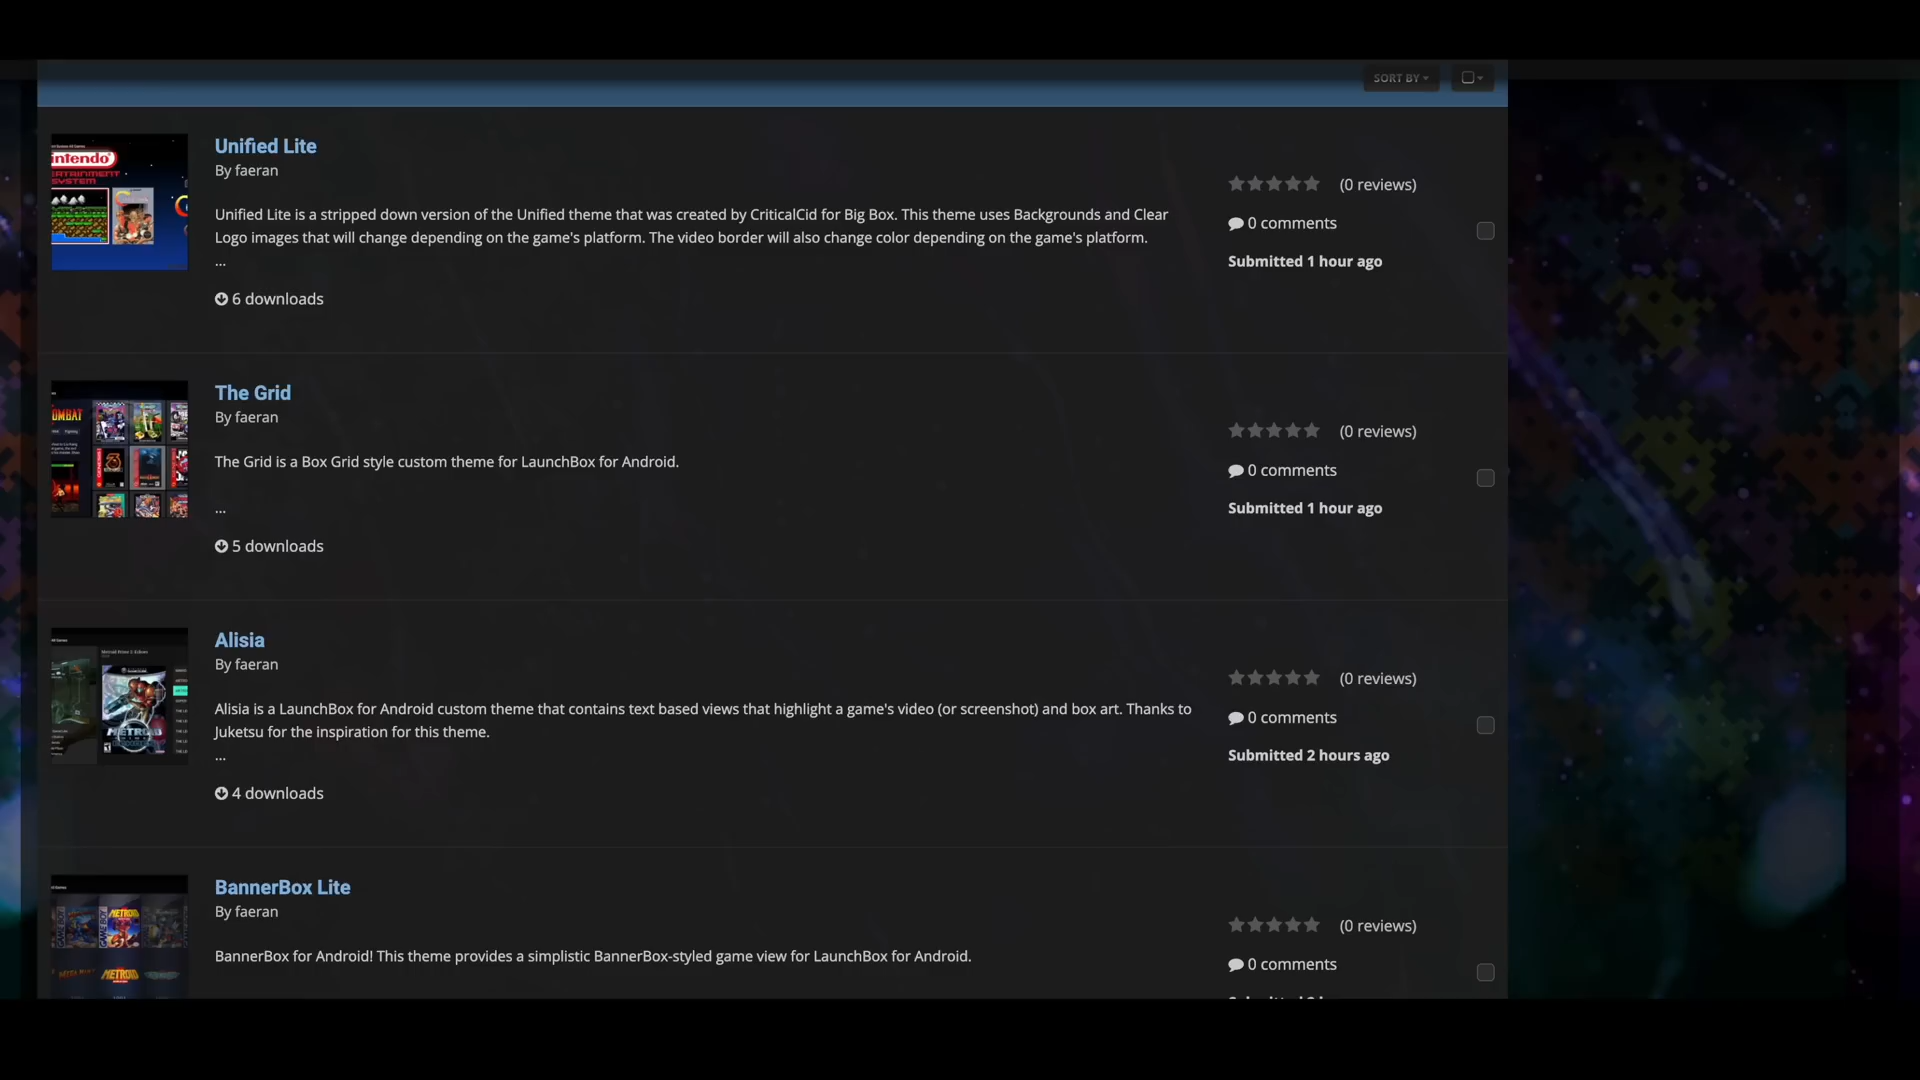 SORT BY
Unified Lite
By faeran
Unified Lite is a stripped down version of the Unified theme that was created by CriticalCid for Big Box. This theme uses Backgrounds and Clear
Logo images that will change depending on the game's platform. The video border will also change color depending on the game's platform.
...
6 downloads
(0 reviews)
0 comments
Submitted 1 hour ago
The Grid
By faeran
The Grid is a Box Grid style custom theme for LaunchBox for Android.
...
5 downloads
(0 reviews)
0 comments
Submitted 1 hour ago
Alisia
By faeran
Alisia is a LaunchBox for Android custom theme that contains text based views that highlight a game's video (or screenshot) and box art. Thanks to
Juketsu for the inspiration for this theme.
...
4 downloads
(0 reviews)
0 comments
Submitted 2 hours ago
BannerBox Lite
By faeran
BannerBox for Android! This theme provides a simplistic BannerBox-styled game view for LaunchBox for Android.
(0 reviews)
0 comments